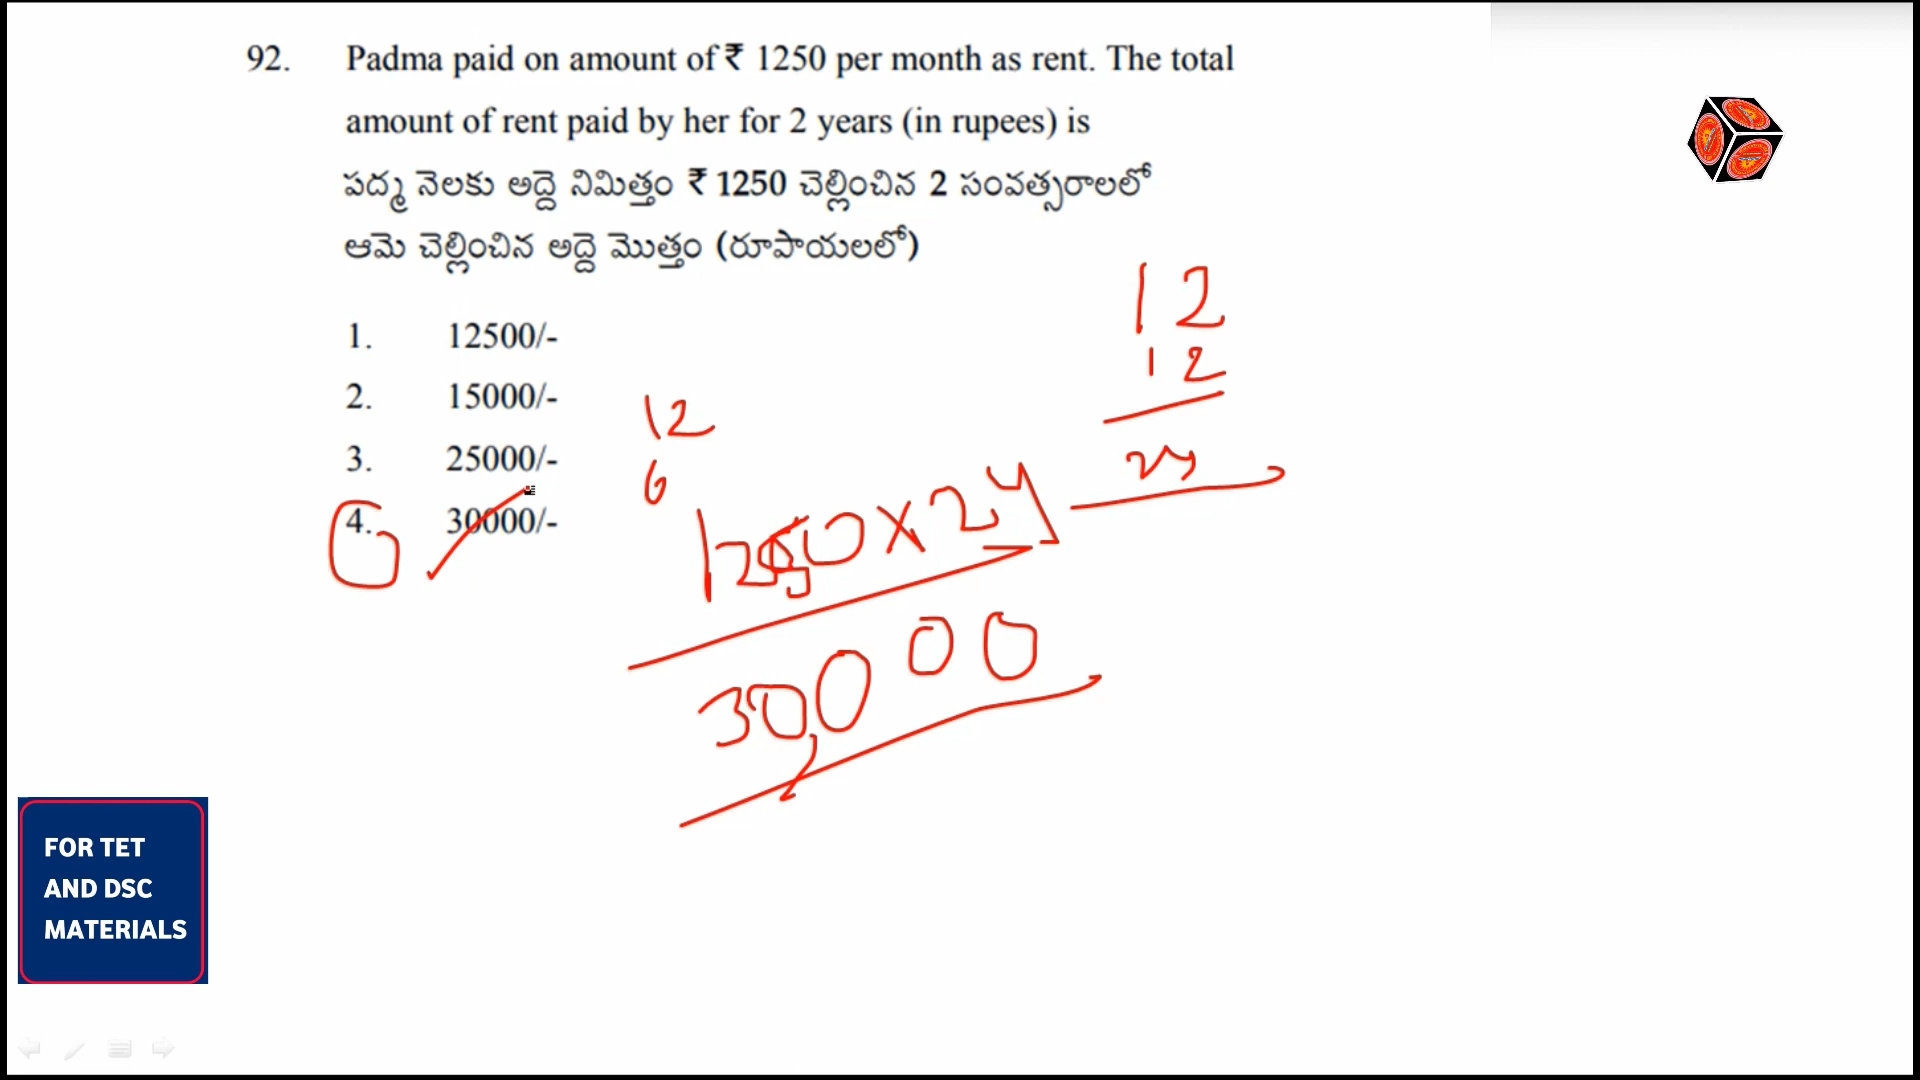 92. Padma paid on amount of ₹ 1250 per month as rent. The total
amount of rent paid by her for 2 years (in rupees) is
పద్మ నెలకు అద్దె నిమిత్తం ₹ 1250 చెల్లించిన 2 సంవత్సరాలలో
ఆమె చెల్లించిన అద్దె మొత్తం (రూపాయలలో)
1. 12500/-
2. 15000/-
3. 25000/-
4. 30000/-
12
12
24
12
6
1250 x 24
30,000
FOR TET
AND DSC
MATERIALS